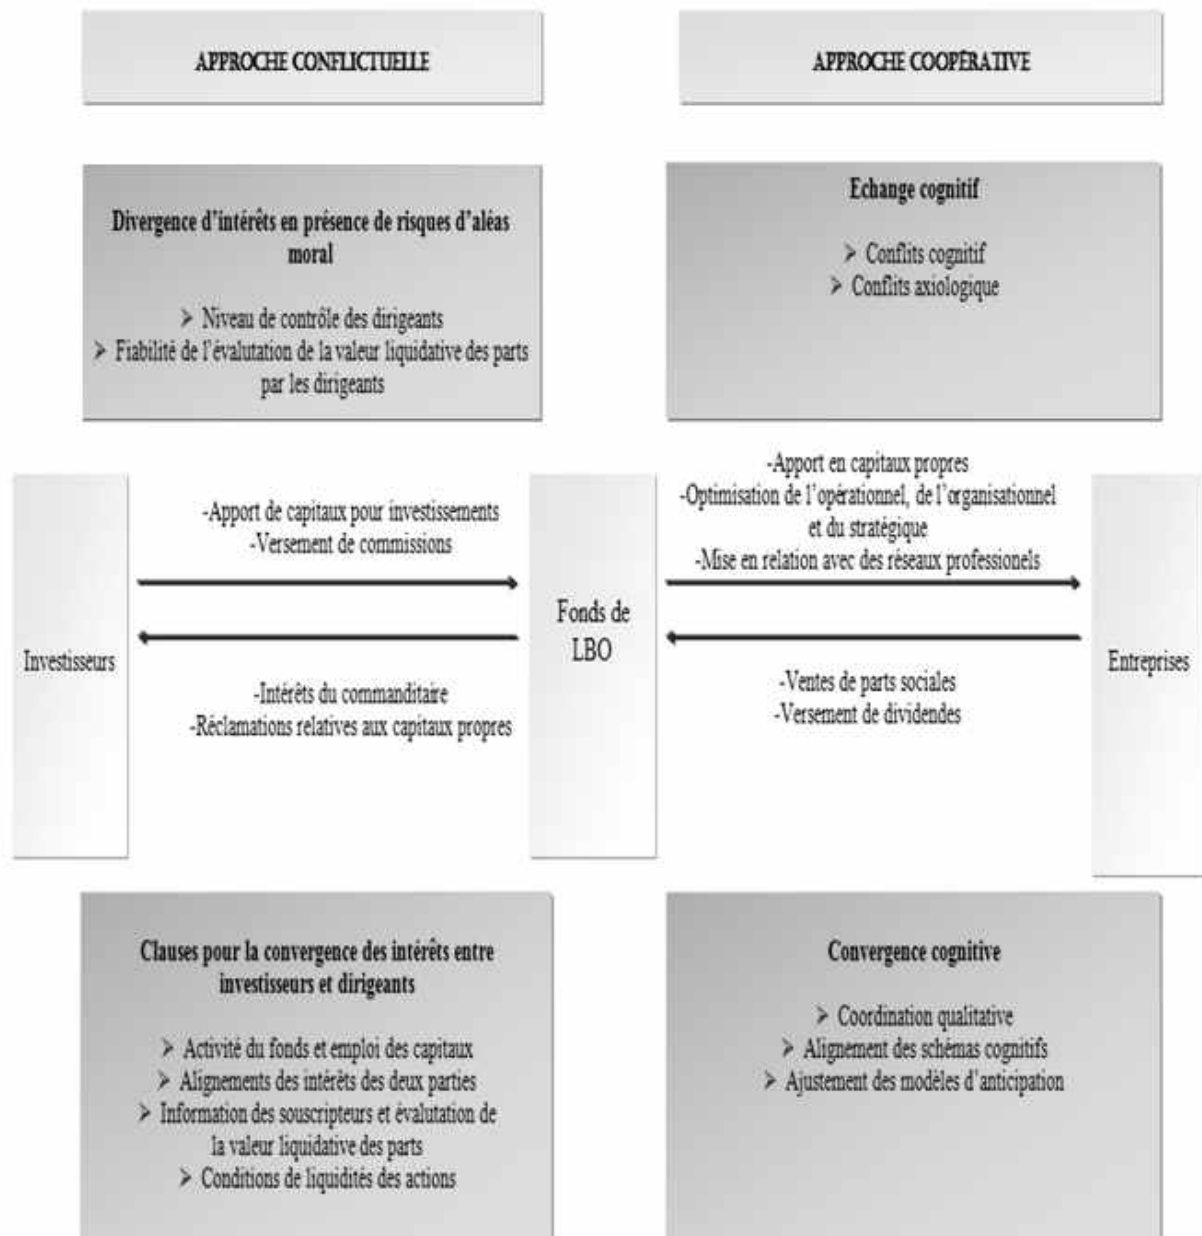 APPROCHE CONFLICTUELLE
APPROCHE COOPÉRATIVE
Divergence d'intérêts en présence de risques d'aléas
moral
➢ Niveau de contrôle des dirigeants
➢ Fiabilité de l'évalutation de la valeur liquidative des parts
par les dirigeants
Echange cognitif
➢ Conflits cognitif
➢ Conflits axiologique
Investisseurs
-Apport de capitaux pour investissements
-Versement de commissions
-Intérêts du commanditaire
-Réclamations relatives aux capitaux propres
Fonds de
LBO
-Apport en capitaux propres
-Optimisation de l'opérationnel, de l'organisationnel
et du stratégique
-Mise en relation avec des réseaux professionels
-Ventes de parts sociales
-Versement de dividendes
Entreprises
Clauses pour la convergence des intérêts entre
investisseurs et dirigeants
➢ Activité du fonds et emploi des capitaux
➢ Alignements des intérêts des deux parties
➢ Information des souscripteurs et évalutation de
la valeur liquidative des parts
➢ Conditions de liquidités des actions
Convergence cognitive
➢ Coordination qualitative
➢ Alignement des schémas cognitifs
➢ Ajustement des modèles d'anticipation